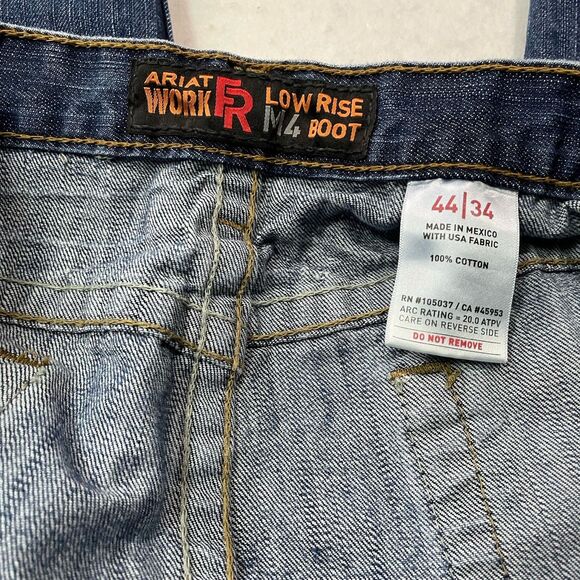 ARIAT WORK FR LOW RISE M4 BOOT
44|34
MADE IN MEXICO
WITH USA FABRIC
100% COTTON
RN #105037 / CA #45953
ARC RATING = 20.0 ATPV
CARE ON REVERSE SIDE
DO NOT REMOVE